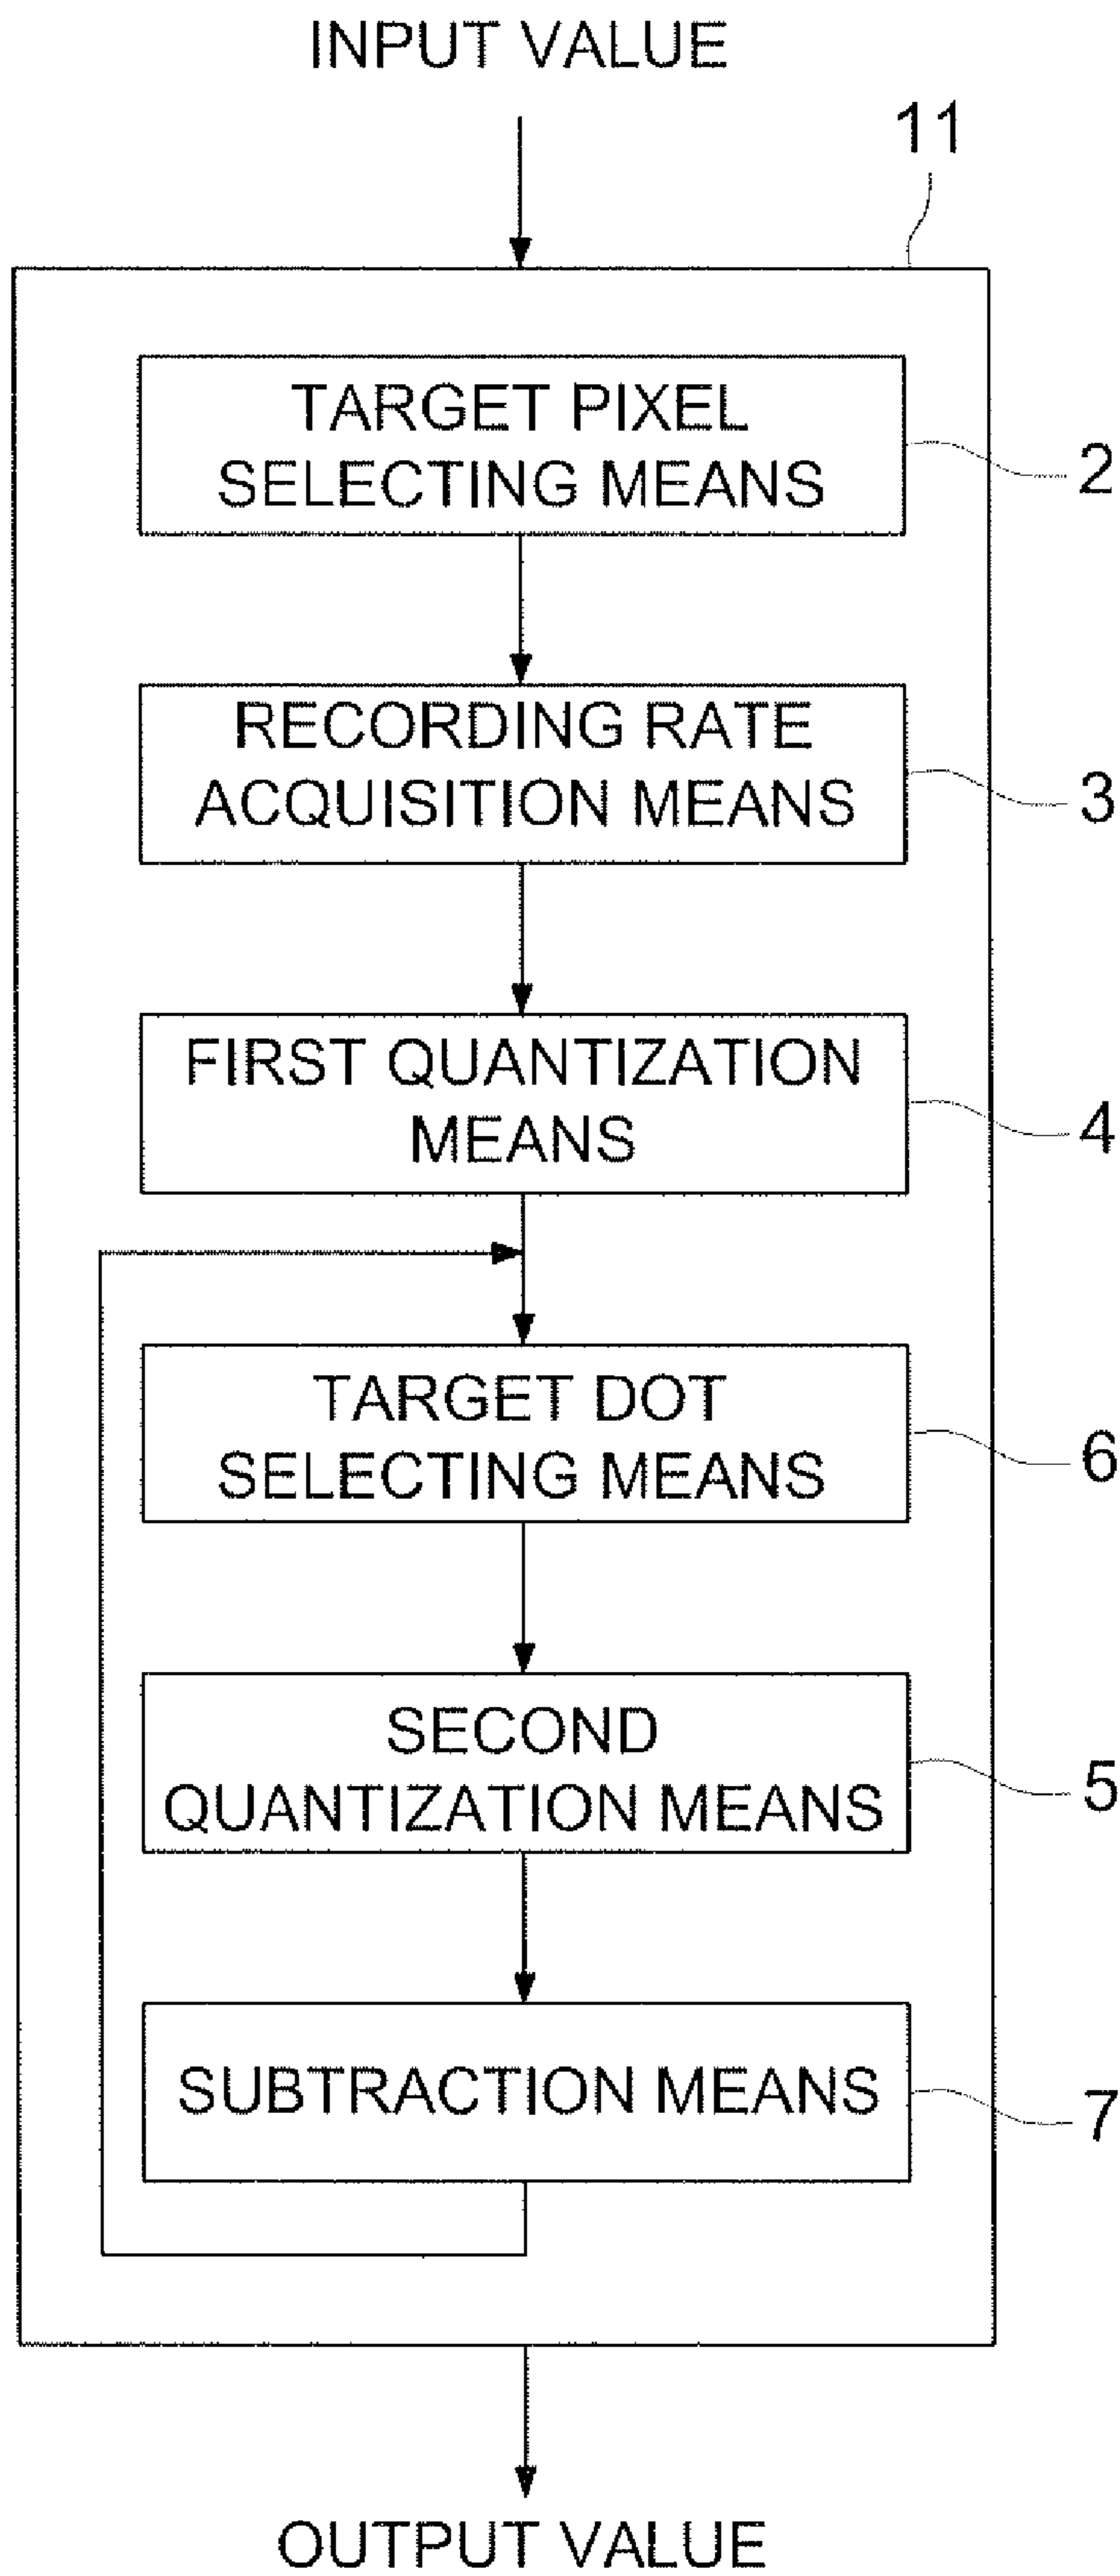 INPUT VALUE
11
TARGET PIXEL
SELECTING MEANS
2
RECORDING RATE
ACQUISITION MEANS
3
FIRST QUANTIZATION
MEANS
4
TARGET DOT
SELECTING MEANS
6
SECOND
QUANTIZATION MEANS
5
SUBTRACTION MEANS
7
OUTPUT VALUE